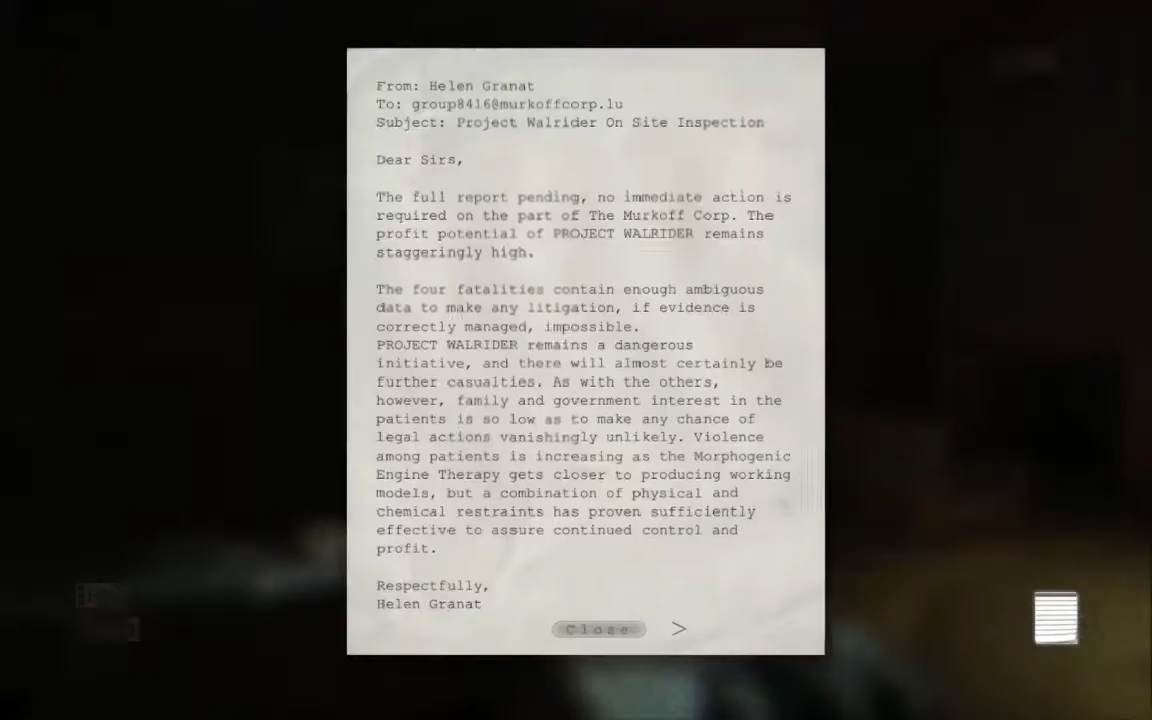 From: Helen Granat
To: group8416@murkoffcorp.lu
Subject: Project Walrider On Site Inspection
Dear Sirs,
The full report pending, no immediate action is
required on the part of The Murkoff Corp. The
profit potential of PROJECT WALRIDER remains
staggeringly high.
The four fatalities contain enough ambiguous
data to make any litigation, if evidence is
correctly managed, impossible.
PROJECT WALRIDER remains a dangerous
initiative, and there will almost certainly be
further casualties. As with the others,
however, family and government interest in the
patients is so low as to make any chance of
legal actions vanishingly unlikely. Violence
among patients is increasing as the Morphogenic
Engine Therapy gets closer to producing working
models, but a combination of physical and
chemical restraints has proven sufficiently
effective to assure continued control and
profit.
Respectfully,
Helen Granat
Close >